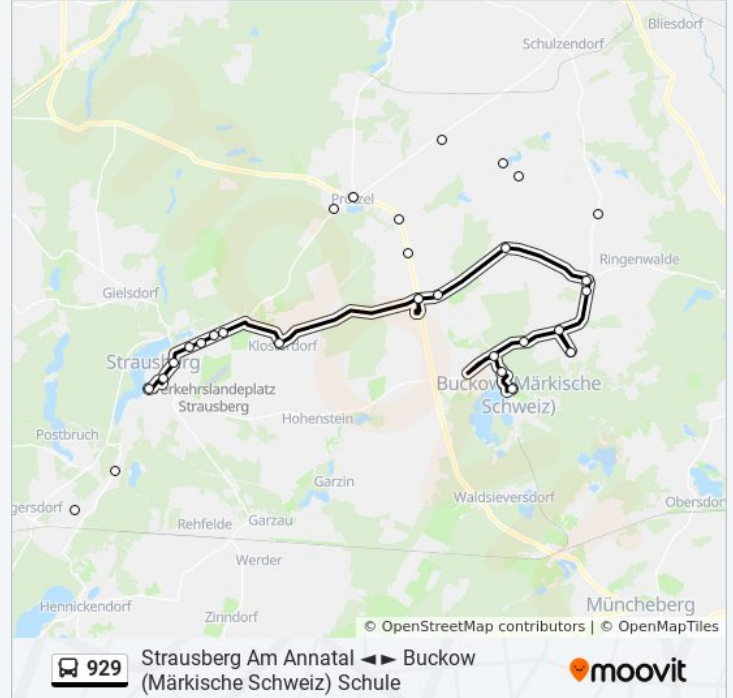 Bliesdorf
Schulzendorf
Prötzel
Ringenwalde
Gielsdorf
Klosterdorf
Strausberg
Buckow (Märkische
Schweiz)
Verkehrslandeplatz
Strausberg
Hohenstein
Postbruch
Garzin
Waldsieversdorf
Obersdor
gersdorf
Garzau
Rehfelde
Werder
Hennickendorf
Müncheberg
Zinndorf
© OpenStreetMap contributors | © OpenMapTiles
929
Strausberg Am Annatal ◄► Buckow
(Märkische Schweiz) Schule
moovit